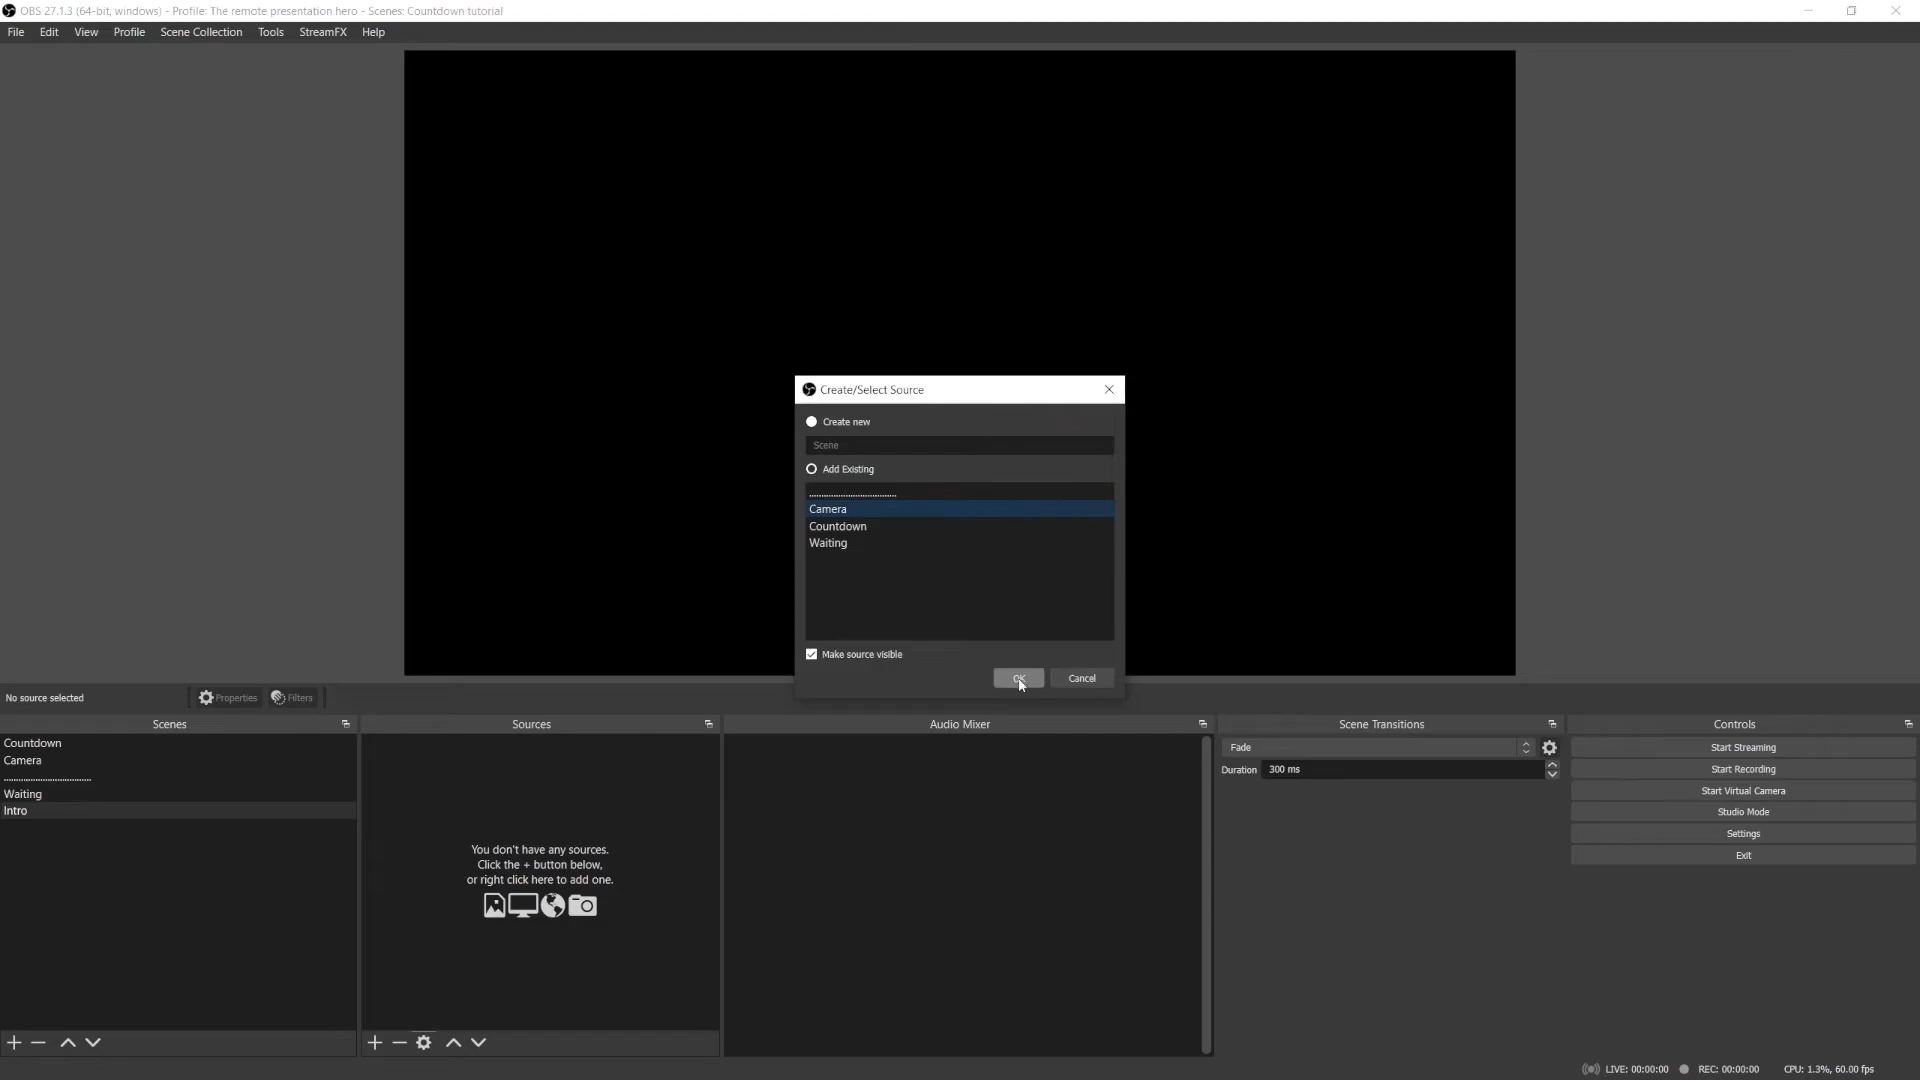 OBS 27.1.3 (64-bit, windows) - Profile: The remote presentation hero - Scenes: Countdown tutorial
File Edit View Profile Scene Collection Tools StreamFX Help
Create/Select Source
Create new
Scene
Add Existing
....................................
Camera
Countdown
Waiting
Make source visible
OK Cancel
No source selected Properties Filters
Scenes Sources Audio Mixer Scene Transitions Controls
Countdown
Camera
....................................
Waiting
Intro
You don't have any sources.
Click the + button below,
or right click here to add one.
Fade
Duration 300 ms
Start Streaming
Start Recording
Start Virtual Camera
Studio Mode
Settings
Exit
LIVE: 00:00:00 REC: 00:00:00 CPU: 1.3%, 60.00 fps